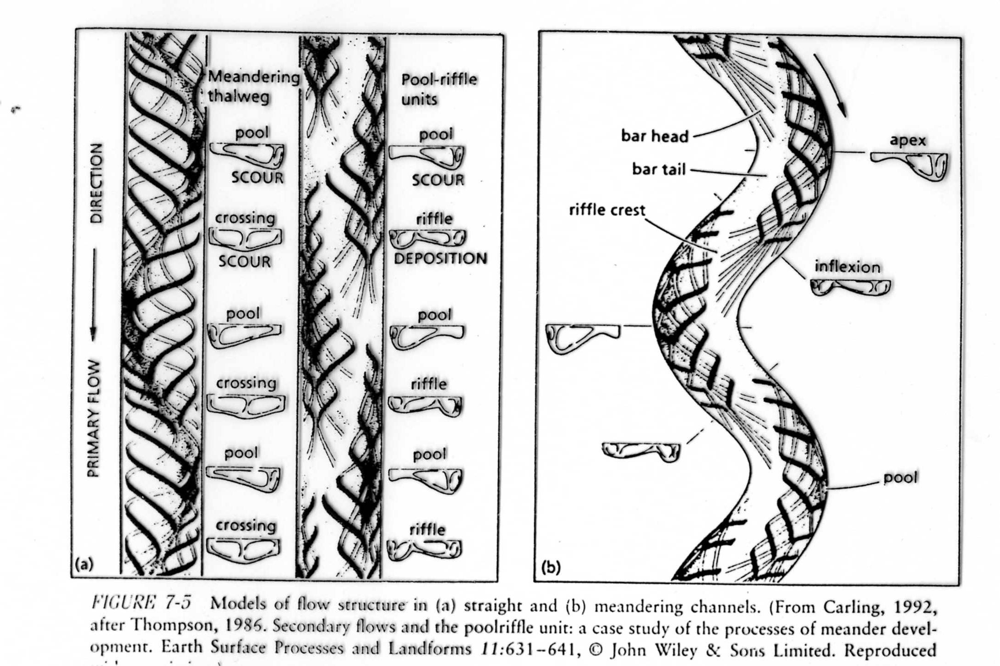 Meandering
thalweg
pool
SCOUR
crossing
SCOUR
pool
crossing
pool
crossing
DIRECTION
PRIMARY FLOW
(a)
Pool-riffle
units
pool
SCOUR
riffle
DEPOSITION
pool
riffle
pool
riffle
bar head
bar tail
riffle crest
apex
inflexion
pool
(b)
FIGURE 7-5 Models of flow structure in (a) straight and (b) meandering channels. (From Carling, 1992,
after Thompson, 1986. Secondary flows and the poolriffle unit: a case study of the processes of meander devel-
opment. Earth Surface Processes and Landforms 11:631–641, © John Wiley & Sons Limited. Reproduced